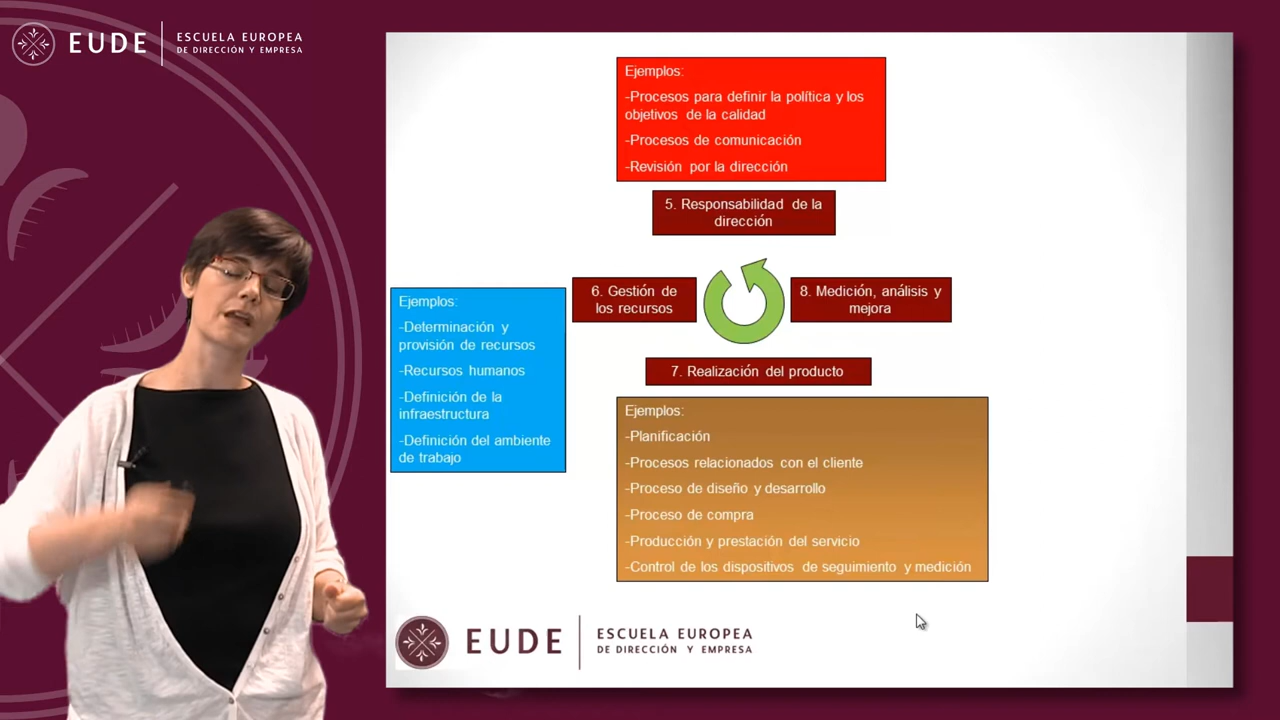 EUDE
ESCUELA EUROPEA
DE DIRECCIÓN Y EMPRESA
Ejemplos:
-Procesos para definir la política y los
objetivos de la calidad
-Procesos de comunicación
-Revisión por la dirección
5. Responsabilidad de la
dirección
6. Gestión de
los recursos
8. Medición, análisis y
mejora
Ejemplos:
-Determinación y
provisión de recursos
-Recursos humanos
-Definición de la
infraestructura
-Definición del ambiente
de trabajo
7. Realización del producto
Ejemplos:
-Planificación
-Procesos relacionados con el cliente
-Proceso de diseño y desarrollo
-Proceso de compra
-Producción y prestación del servicio
-Control de los dispositivos de seguimiento y medición
EUDE
ESCUELA EUROPEA
DE DIRECCIÓN Y EMPRESA